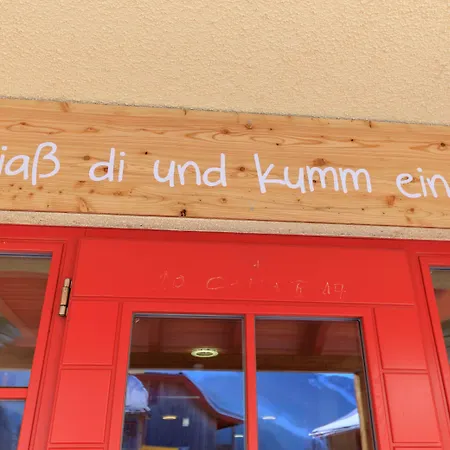 iaß di und kumm ein